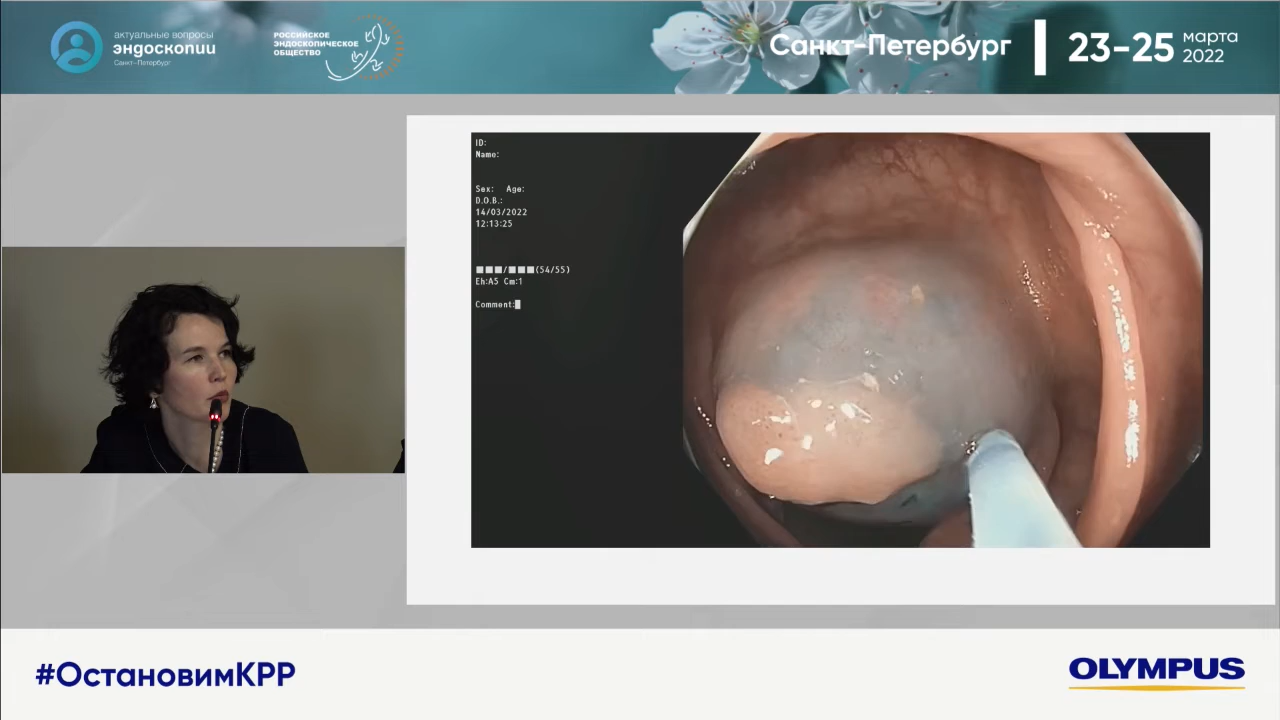 актуальные вопросы
эндоскопии
Санкт-Петербург
РОССИЙСКОЕ
ЭНДОСКОПИЧЕСКОЕ
ОБЩЕСТВО
Санкт-Петербург
23-25
марта
2022
ID:
Name:
Sex: Age:
D.O.B.:
14/03/2022
12:13:25
■■■/■■■(54/55)
Eh:A5 Cm:1
Comment:
#ОстановимКРР
OLYMPUS